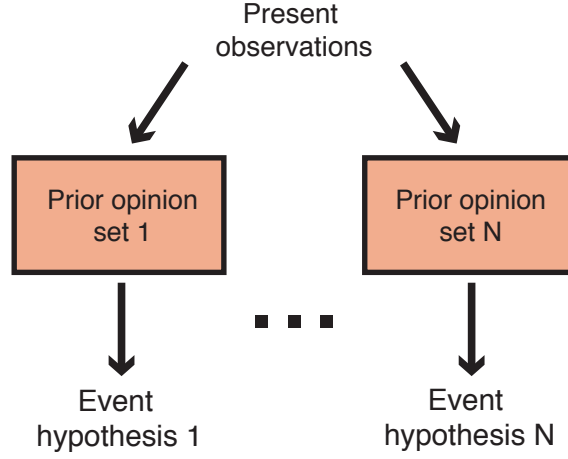 Present
observations
Prior opinion
set 1
Prior opinion
set N
Event
hypothesis 1
Event
hypothesis N